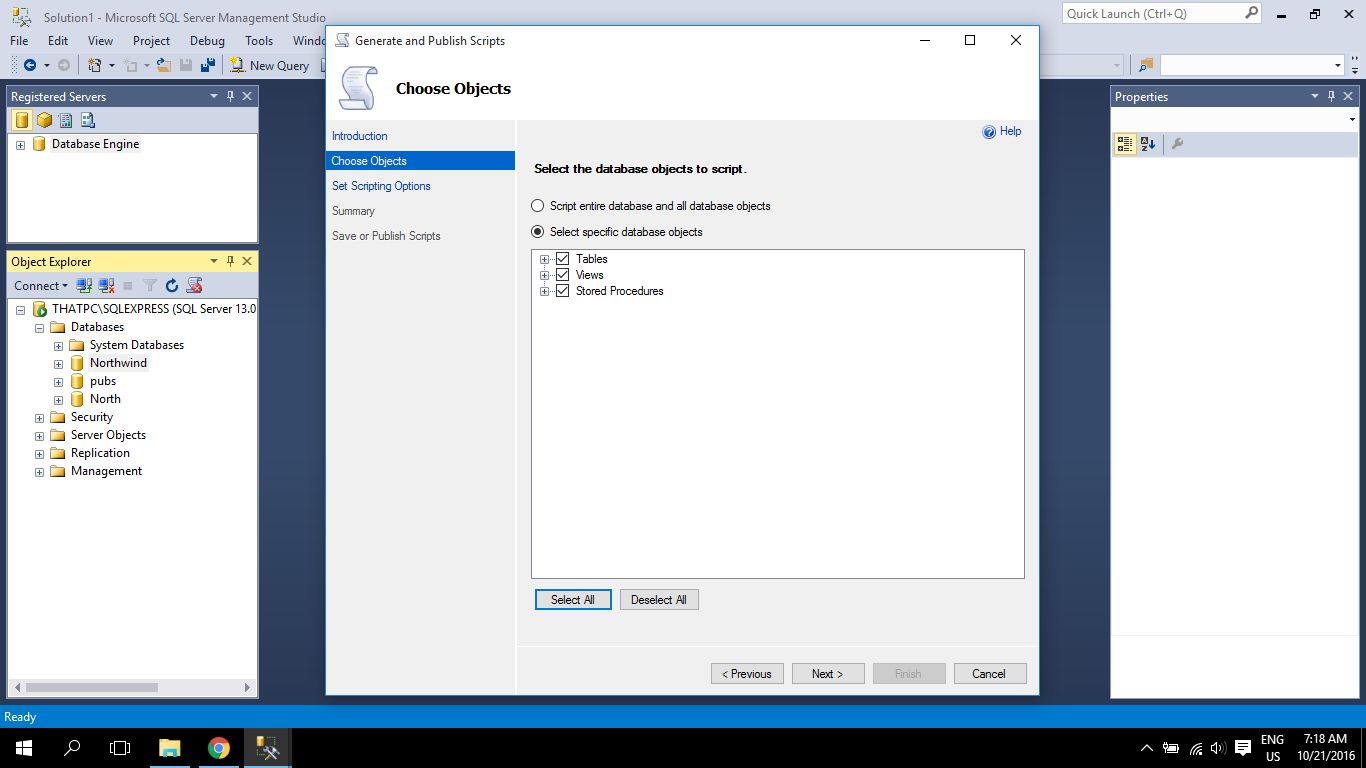 Solution1 - Microsoft SQL Server Management Studio
Quick Launch (Ctrl+Q)
File Edit View Project Debug Tools Windo
New Query
Generate and Publish Scripts
Choose Objects
Registered Servers
Database Engine
Object Explorer
Connect
THATPC\SQLEXPRESS (SQL Server 13.0
Databases
System Databases
Northwind
pubs
North
Security
Server Objects
Replication
Management
Introduction
Choose Objects
Set Scripting Options
Summary
Save or Publish Scripts
Help
Select the database objects to script.
Script entire database and all database objects
Select specific database objects
Tables
Views
Stored Procedures
Select All Deselect All
< Previous Next > Finish Cancel
Properties
Ready
ENG
US
7:18 AM
10/21/2016